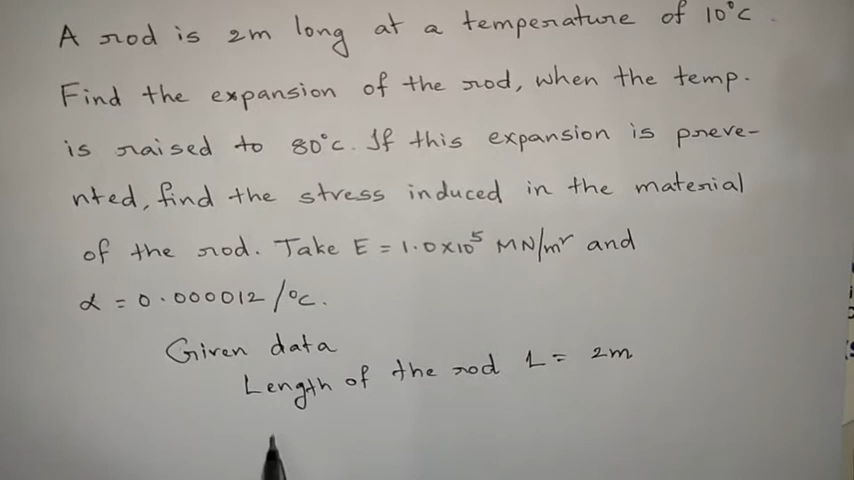 A rod is 2m long at a temperature of 10°C.
Find the expansion of the rod, when the temp.
is raised to 80°C. If this expansion is preve-
nted, find the stress induced in the material
of the rod. Take E = 1.0×10⁵ MN/m² and
α = 0.000012/°C.
Given data
Length of the rod L = 2m